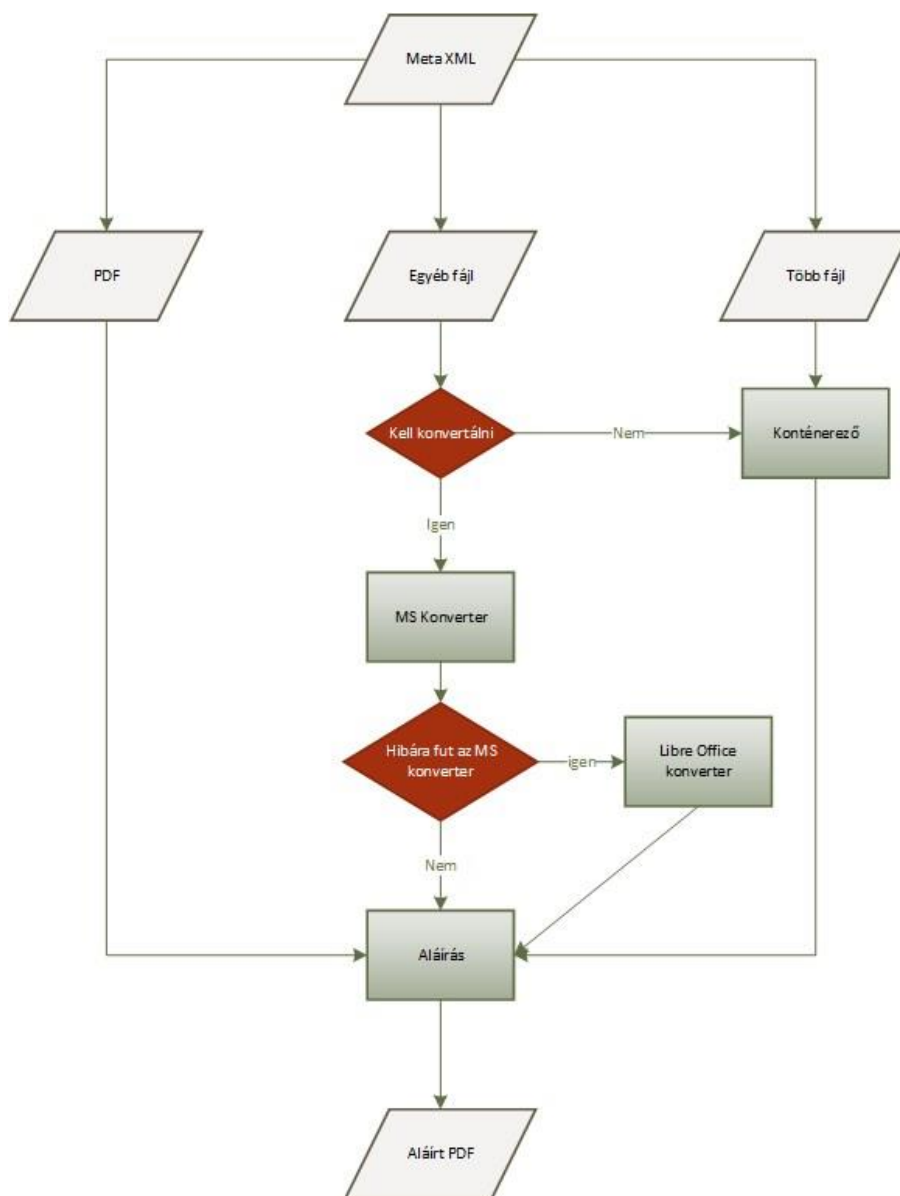 Meta XML
PDF
Egyéb fájl
Több fájl
Kell konvertálni
Nem
Konténerező
Igen
MS Konverter
Hibára fut az MS
konverter
igen
Libre Office
konverter
Nem
Aláírás
Aláírt PDF